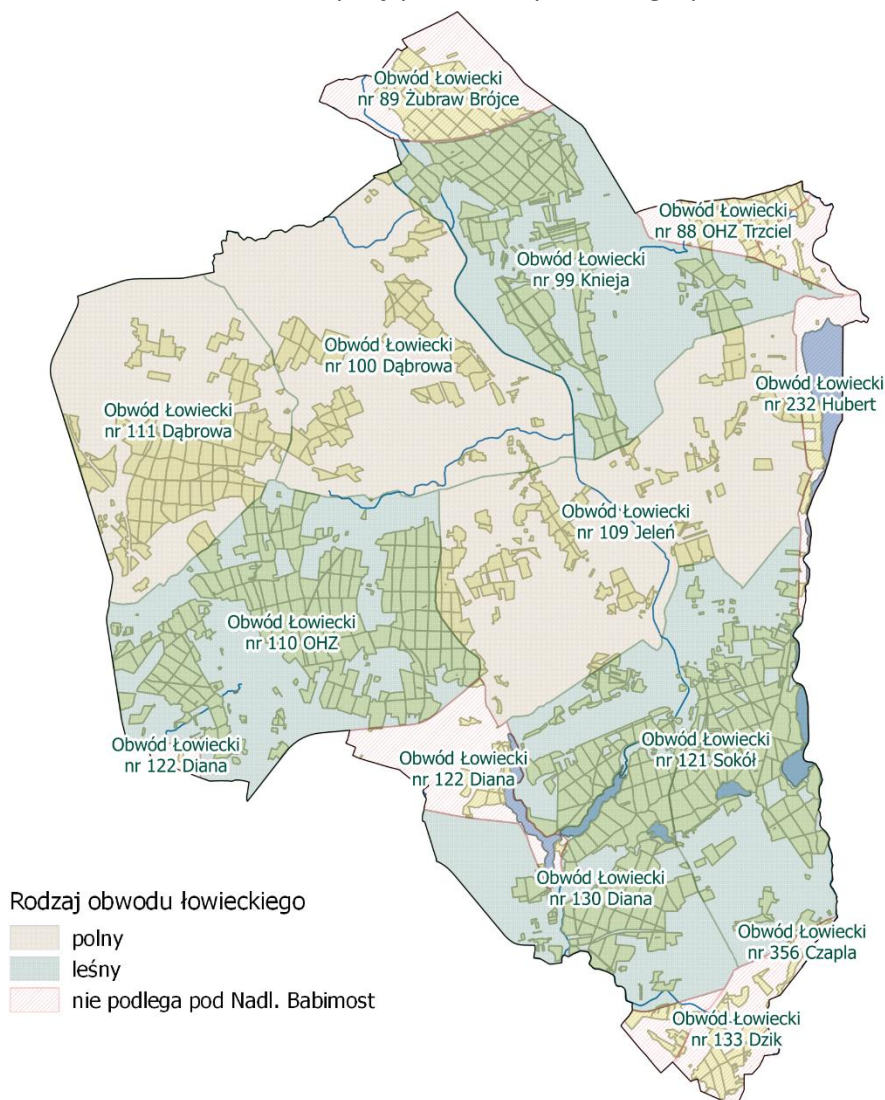 Obwód Łowiecki
nr 89 Żubraw Brójce
Obwód Łowiecki
nr 88 OHZ Trzciel
Obwód Łowiecki
nr 99 Knieja
Obwód Łowiecki
nr 100 Dąbrowa
Obwód Łowiecki
nr 232 Hubert
Obwód Łowiecki
nr 111 Dąbrowa
Obwód Łowiecki
nr 109 Jeleń
Obwód Łowiecki
nr 110 OHZ
Obwód Łowiecki
nr 122 Diana
Obwód Łowiecki
nr 122 Diana
Obwód Łowiecki
nr 121 Sokół
Obwód Łowiecki
nr 130 Diana
Obwód Łowiecki
nr 356 Czapla
Obwód Łowiecki
nr 133 Dzik
Rodzaj obwodu łowieckiego
polny
leśny
nie podlega pod Nadl. Babimost